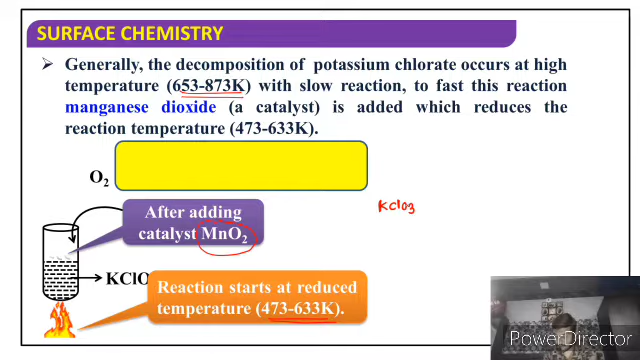 SURFACE CHEMISTRY
Generally, the decomposition of potassium chlorate occurs at high
temperature (653-873K) with slow reaction, to fast this reaction
manganese dioxide (a catalyst) is added which reduces the
reaction temperature (473-633K).
O₂
KClO₃
After adding
catalyst MnO₂
KClO
Reaction starts at reduced
temperature (473-633K).
PowerDirector